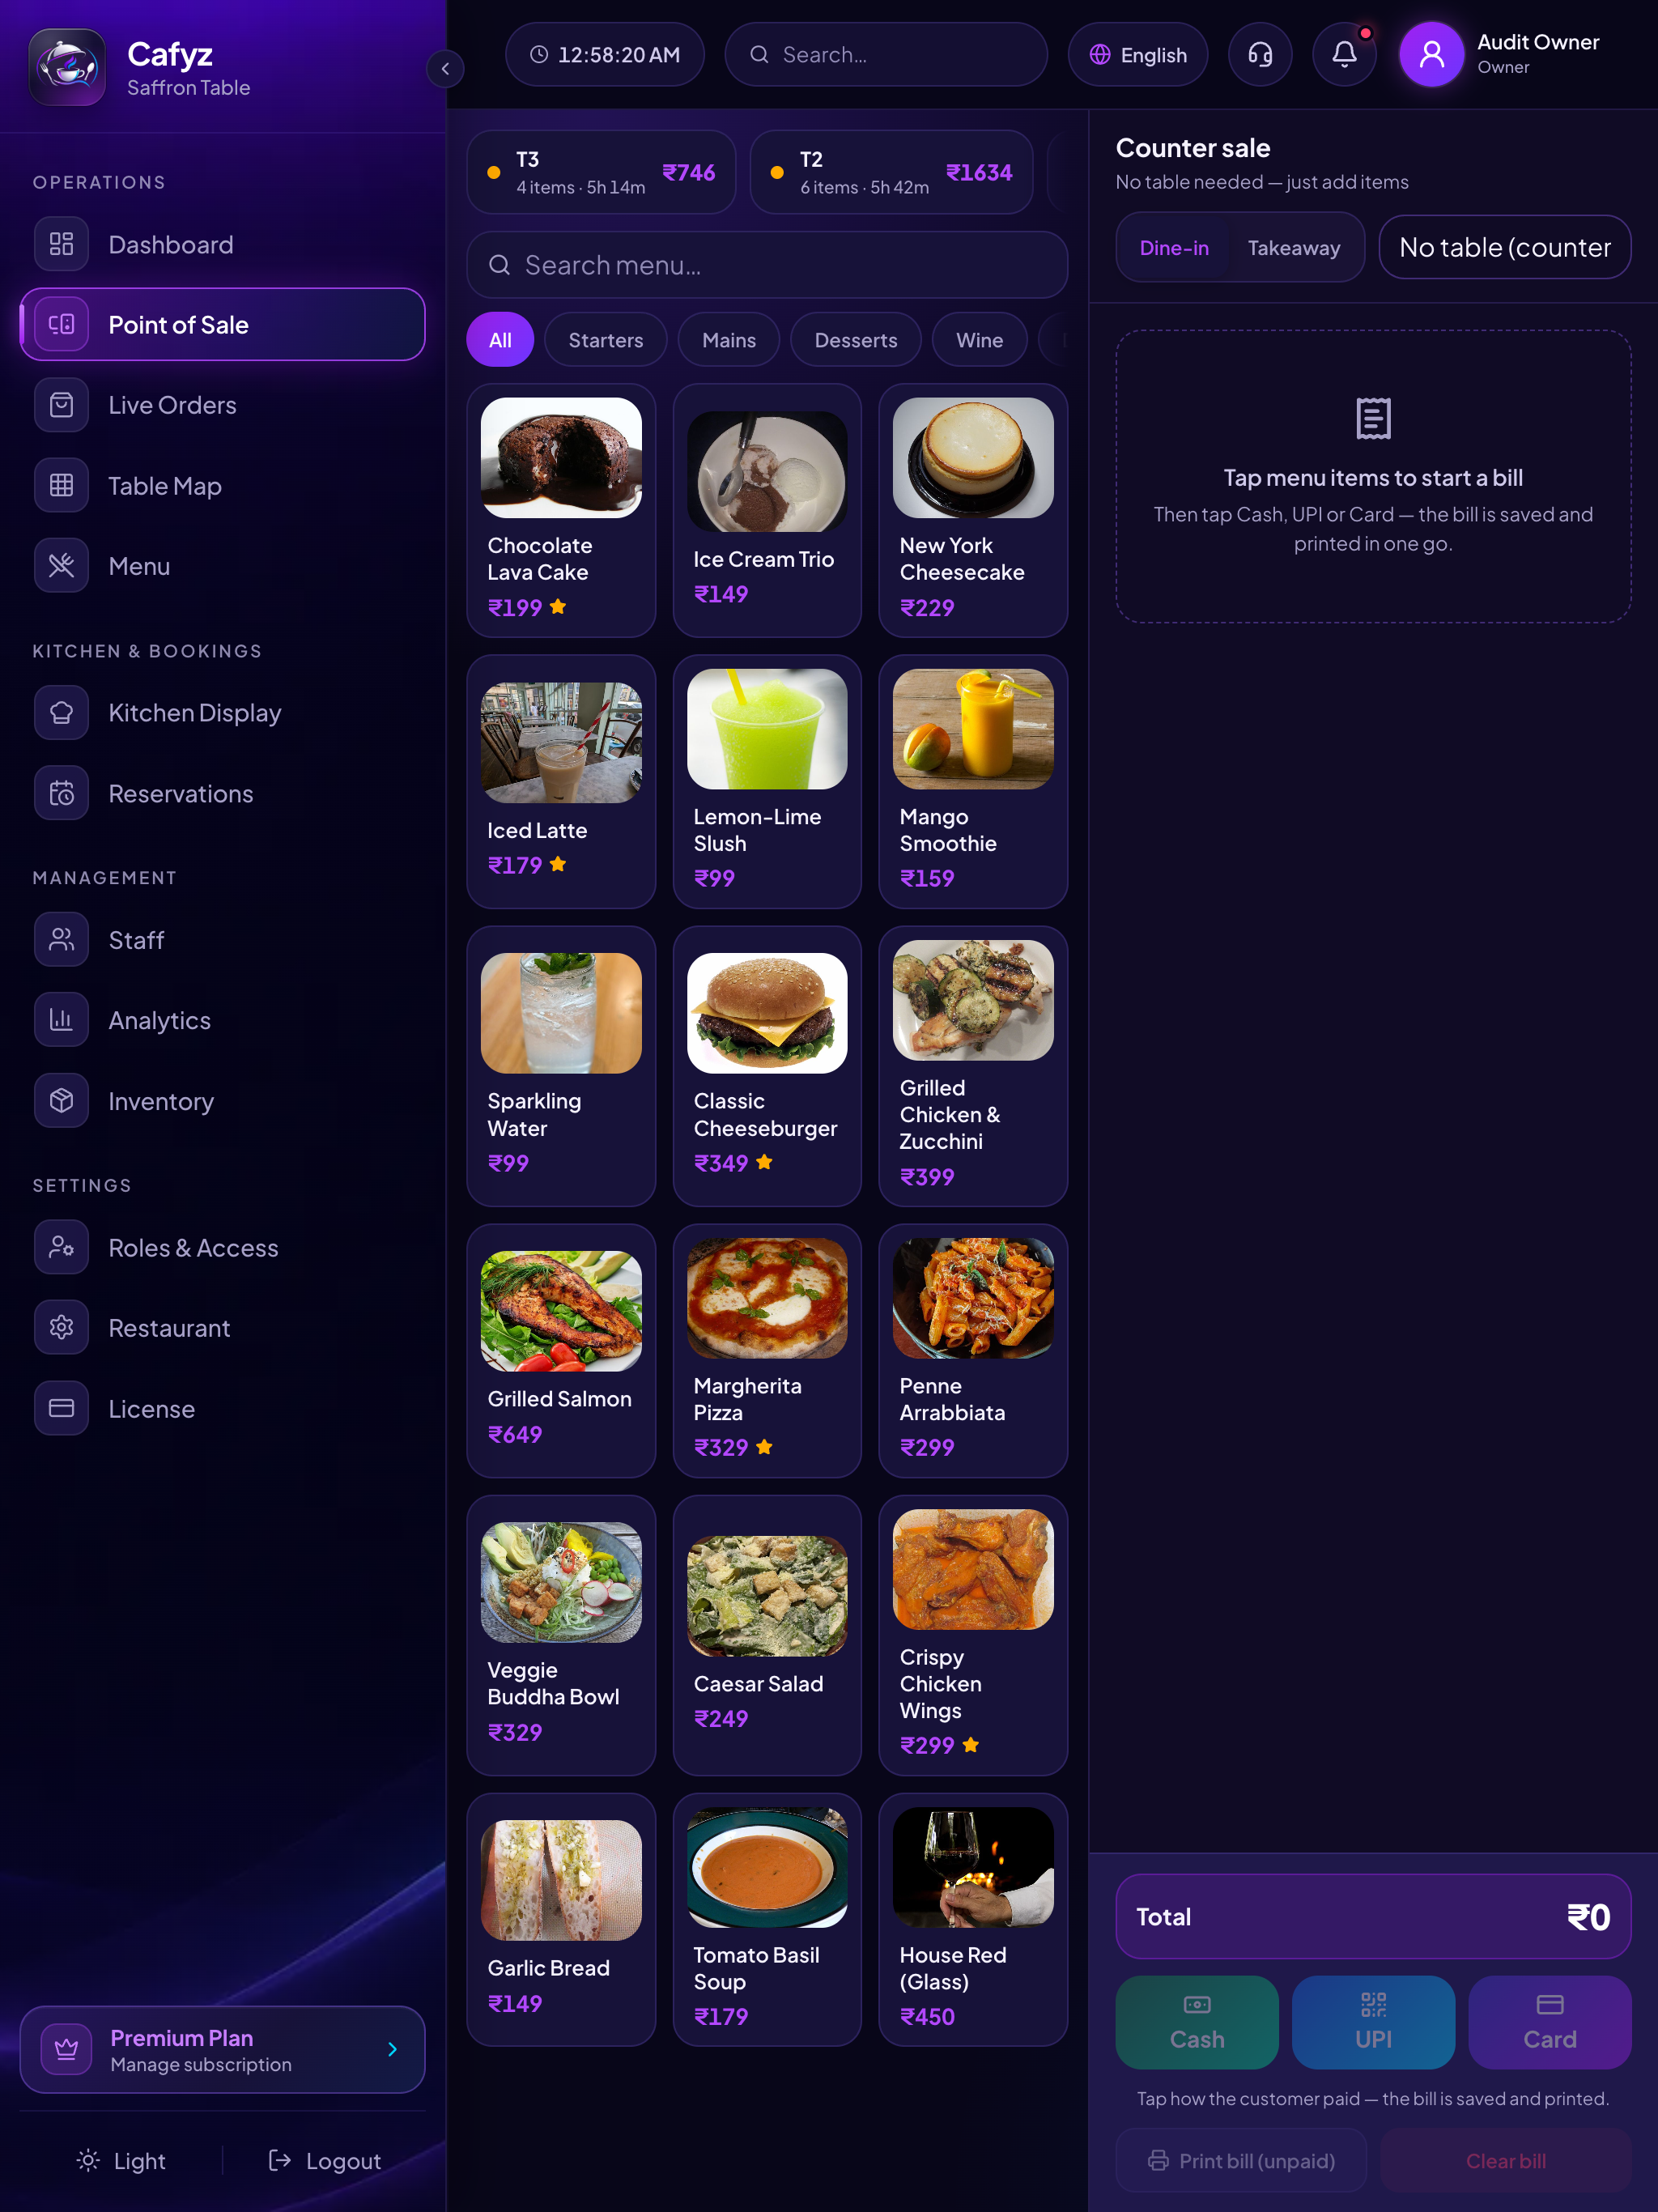 Cafyz
Saffron Table
OPERATIONS
Dashboard
Point of Sale
Live Orders
Table Map
Menu
KITCHEN & BOOKINGS
Kitchen Display
Reservations
MANAGEMENT
Staff
Analytics
Inventory
SETTINGS
Roles & Access
Restaurant
License
Premium Plan
Manage subscription
Light
Logout
12:58:20 AM
Search...
English
Audit Owner
Owner
T3
4 items · 5h 14m
₹746
T2
6 items · 5h 42m
₹1634
Search menu...
All
Starters
Mains
Desserts
Wine
Chocolate
Lava Cake
₹199
Ice Cream Trio
₹149
New York
Cheesecake
₹229
Iced Latte
₹179
Lemon-Lime
Slush
₹99
Mango
Smoothie
₹159
Sparkling
Water
₹99
Classic
Cheeseburger
₹349
Grilled
Chicken &
Zucchini
₹399
Grilled Salmon
₹649
Margherita
Pizza
₹329
Penne
Arrabbiata
₹299
Veggie
Buddha Bowl
₹329
Caesar Salad
₹249
Crispy
Chicken
Wings
₹299
Garlic Bread
₹149
Tomato Basil
Soup
₹179
House Red
(Glass)
₹450
Counter sale
No table needed — just add items
Dine-in
Takeaway
No table (counter
Tap menu items to start a bill
Then tap Cash, UPI or Card — the bill is saved and
printed in one go.
Total
₹0
Cash
UPI
Card
Tap how the customer paid — the bill is saved and printed.
Print bill (unpaid)
Clear bill